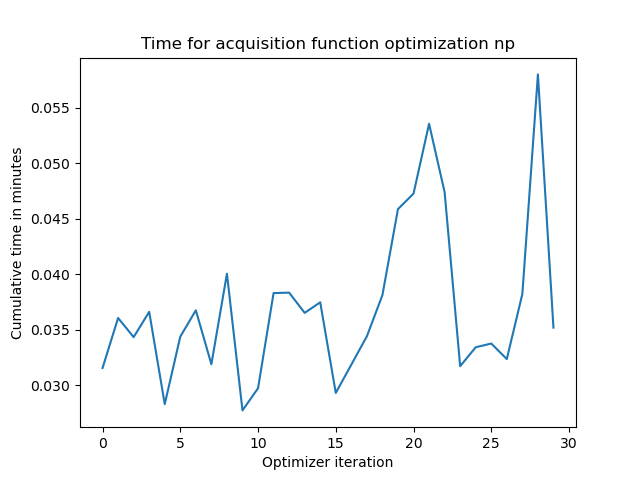 Time for acquisition function optimization np
0.055
0.050
0.045
0.040
0.035
0.030
Cumulative time in minutes
0 5 10 15 20 25 30
Optimizer iteration